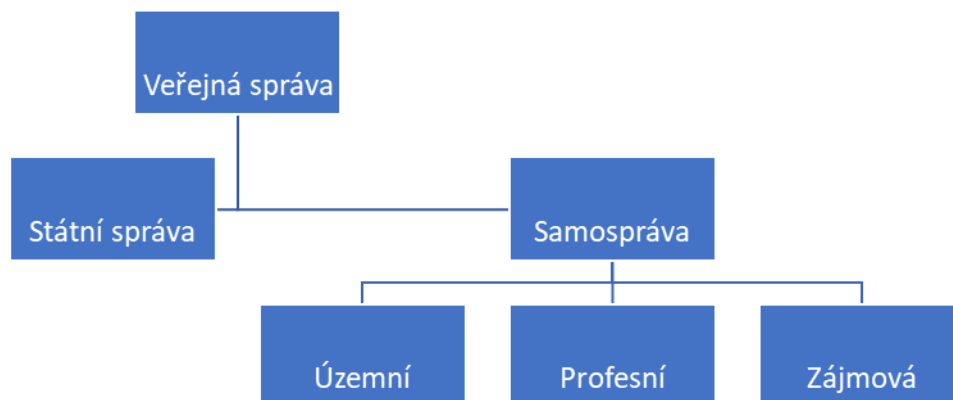 Veřejná správa
Státní správa
Samospráva
Územní
Profesní
Zájmová